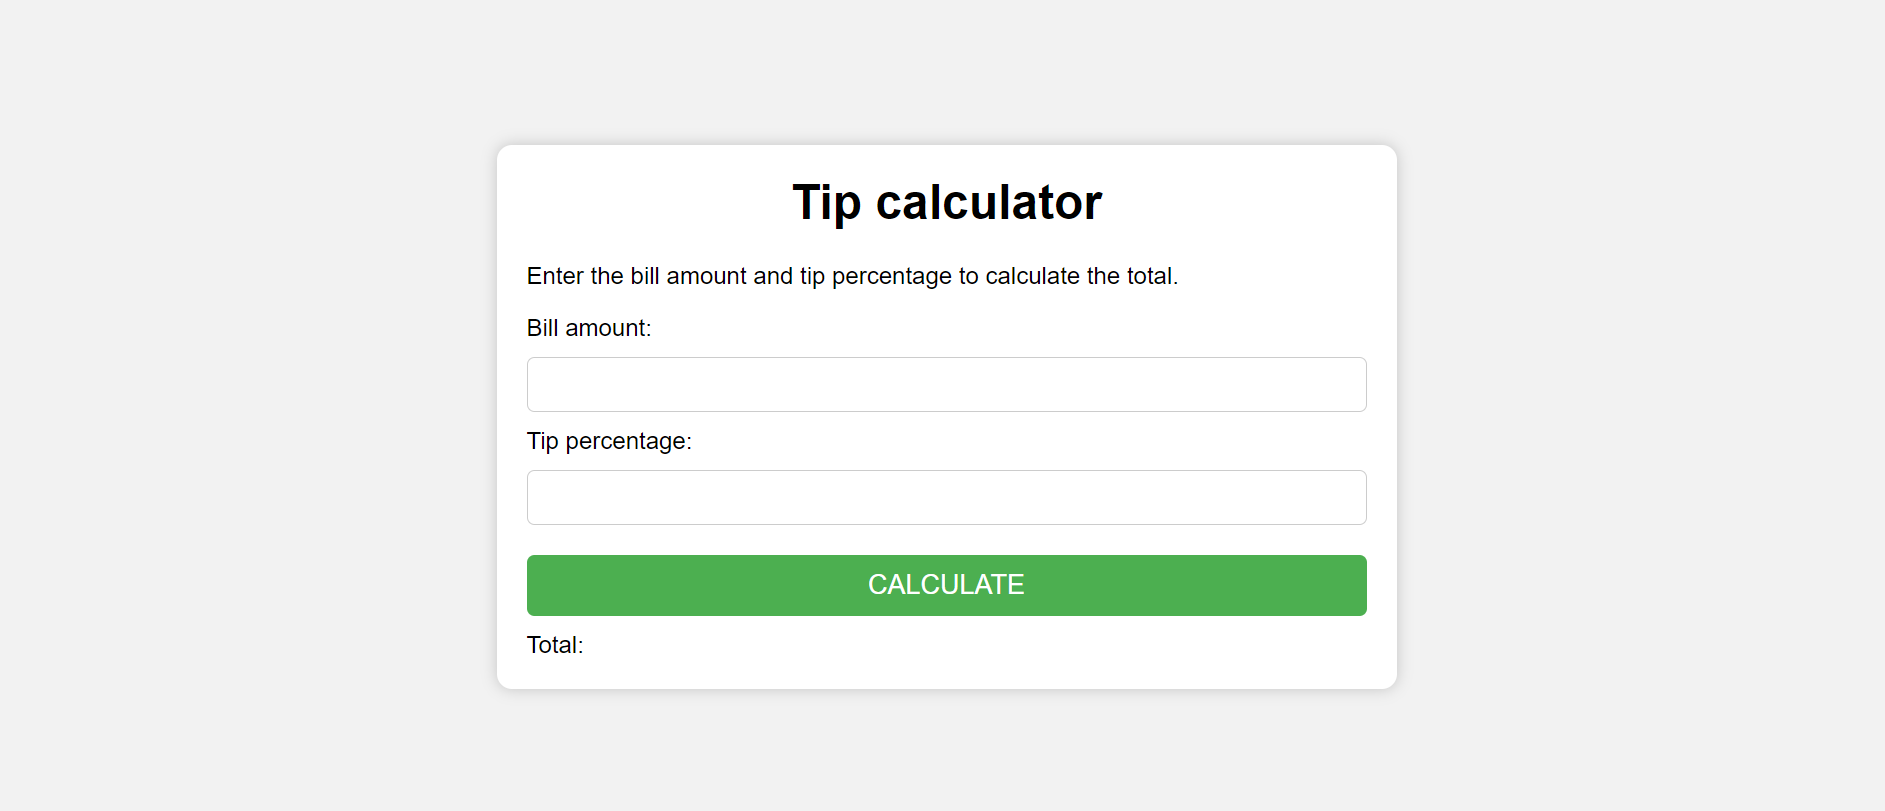 Tip calculator
Enter the bill amount and tip percentage to calculate the total.
Bill amount:
Tip percentage:
CALCULATE
Total: